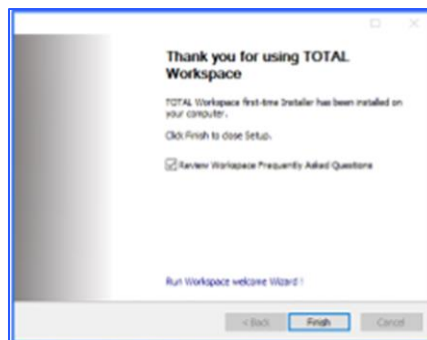 Thank you for using TOTAL
Workspace
TOTAL Workspace first-time Installer has been installed on
your computer.
Click Finish to close Setup.
Review Workspace Frequently Asked Questions
Run Workspace welcome Wizard !
< Back
Finish
Cancel